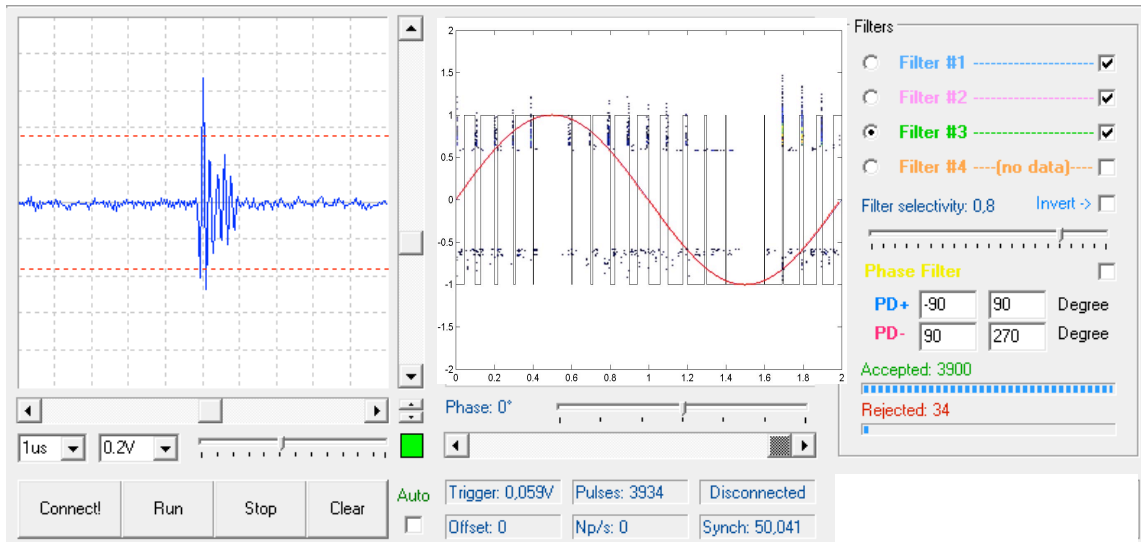 2
1.5
1
0.5
0
-0.5
-1
-1.5
-2
0 0.2 0.4 0.6 0.8 1 1.2 1.4 1.6 1.8 2
Phase: 0°
1us 0.2V
Connect! Run Stop Clear
Auto
Trigger: 0,059V Pulses: 3934 Disconnected
Offset: 0 Np/s: 0 Synch: 50,041
Filters
Filter #1 ---------------------
Filter #2 ---------------------
Filter #3 ---------------------
Filter #4 ----(no data)----
Filter selectivity: 0,8 Invert ->
Phase Filter
PD+ -90 90 Degree
PD- 90 270 Degree
Accepted: 3900
Rejected: 34